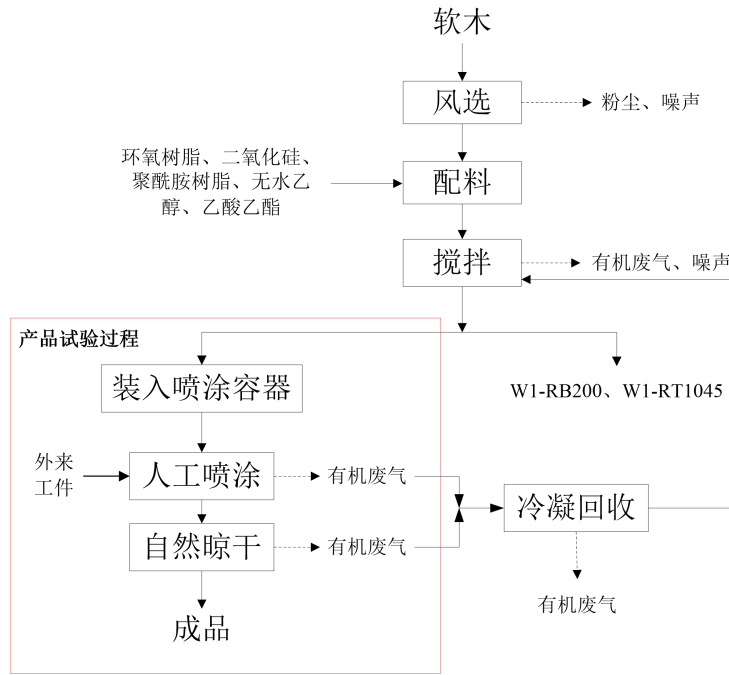 软木
风选
粉尘、噪声
环氧树脂、二氧化硅、
聚酰胺树脂、无水乙
醇、乙酸乙酯
配料
搅拌
有机废气、噪声
产品试验过程
装入喷涂容器
W1-RB200、W1-RT1045
外来
工件
人工喷涂
有机废气
冷凝回收
自然晾干
有机废气
有机废气
成品